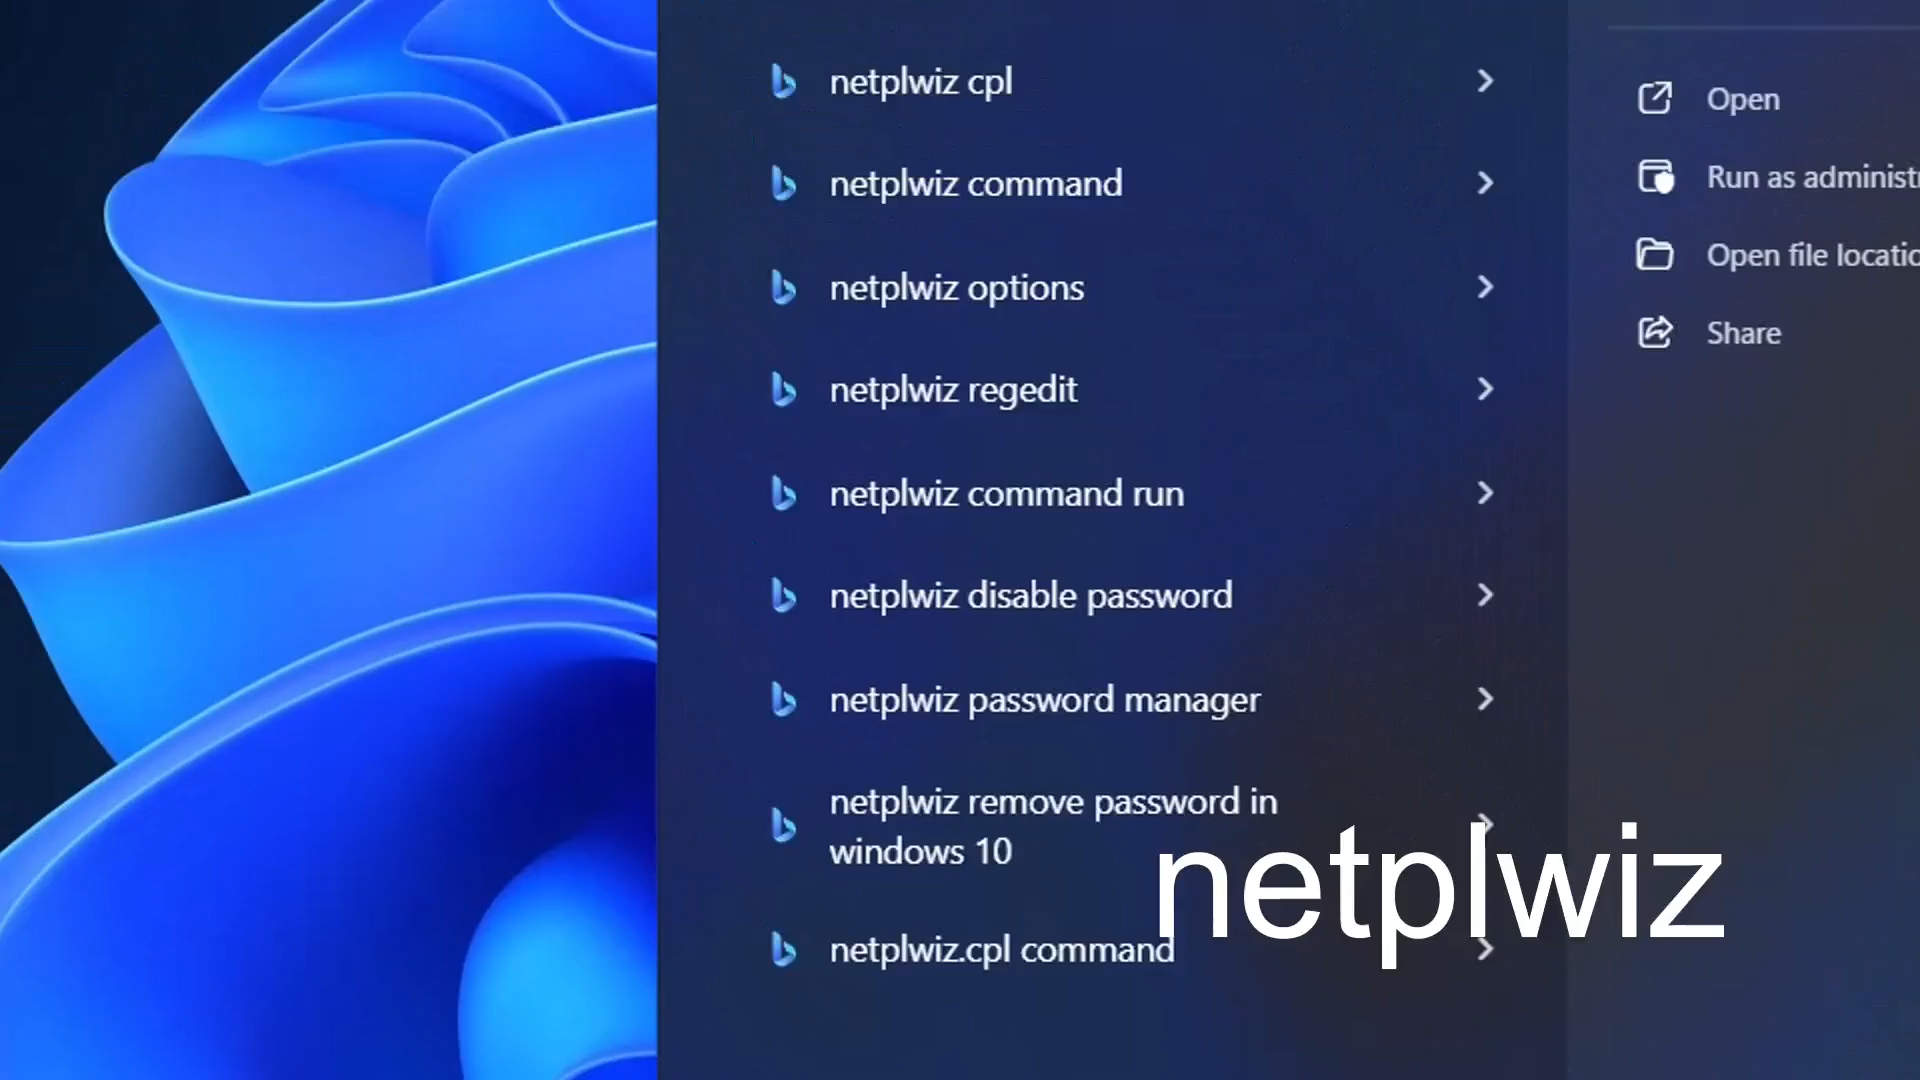 netplwiz cpl
netplwiz command
netplwiz options
netplwiz regedit
netplwiz command run
netplwiz disable password
netplwiz password manager
netplwiz remove password in
windows 10
netplwiz.cpl command
Open
Run as administr
Open file locatio
Share
netplwiz